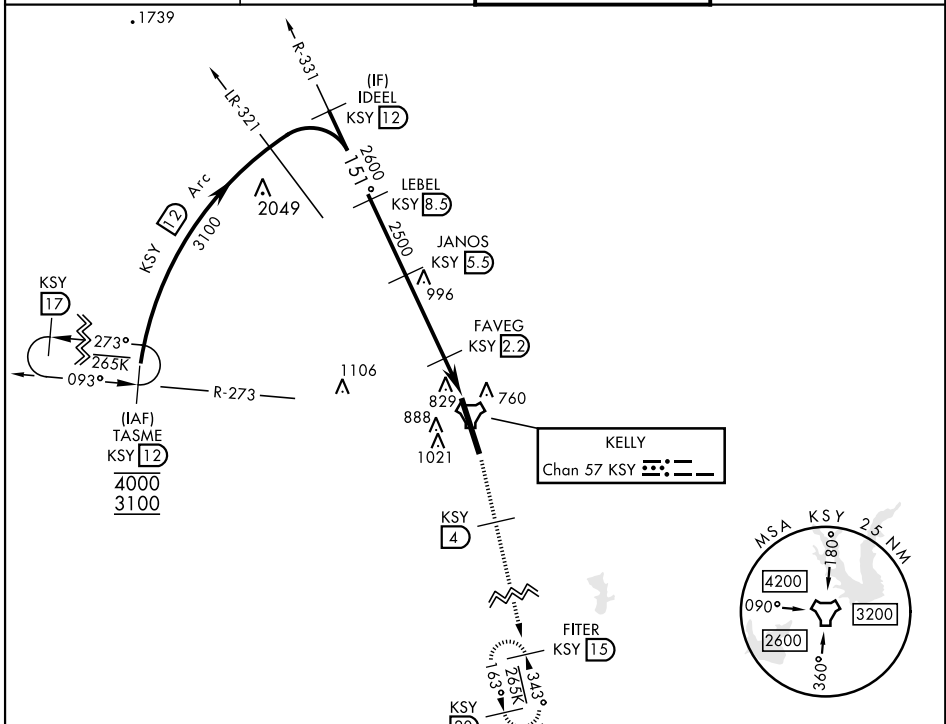 .1739
R-331
(IF)
IDEEL
KSY 12
LR-321
2600
151°
KSY 12 Arc
3100
2049
LEBEL
KSY 8.5
2500
JANOS
KSY 5.5
996
KSY
17
273°
265K
093°
R-273
(IAF)
TASME
KSY 12
4000
3100
1106
FAVEG
KSY 2.2
829
760
888
1021
KELLY
Chan 57 KSY
KSY
4
FITER
KSY 15
163°
265K
343°
KSY
MSA KSY 25 NM
180°
4200
090°
3200
2600
360°